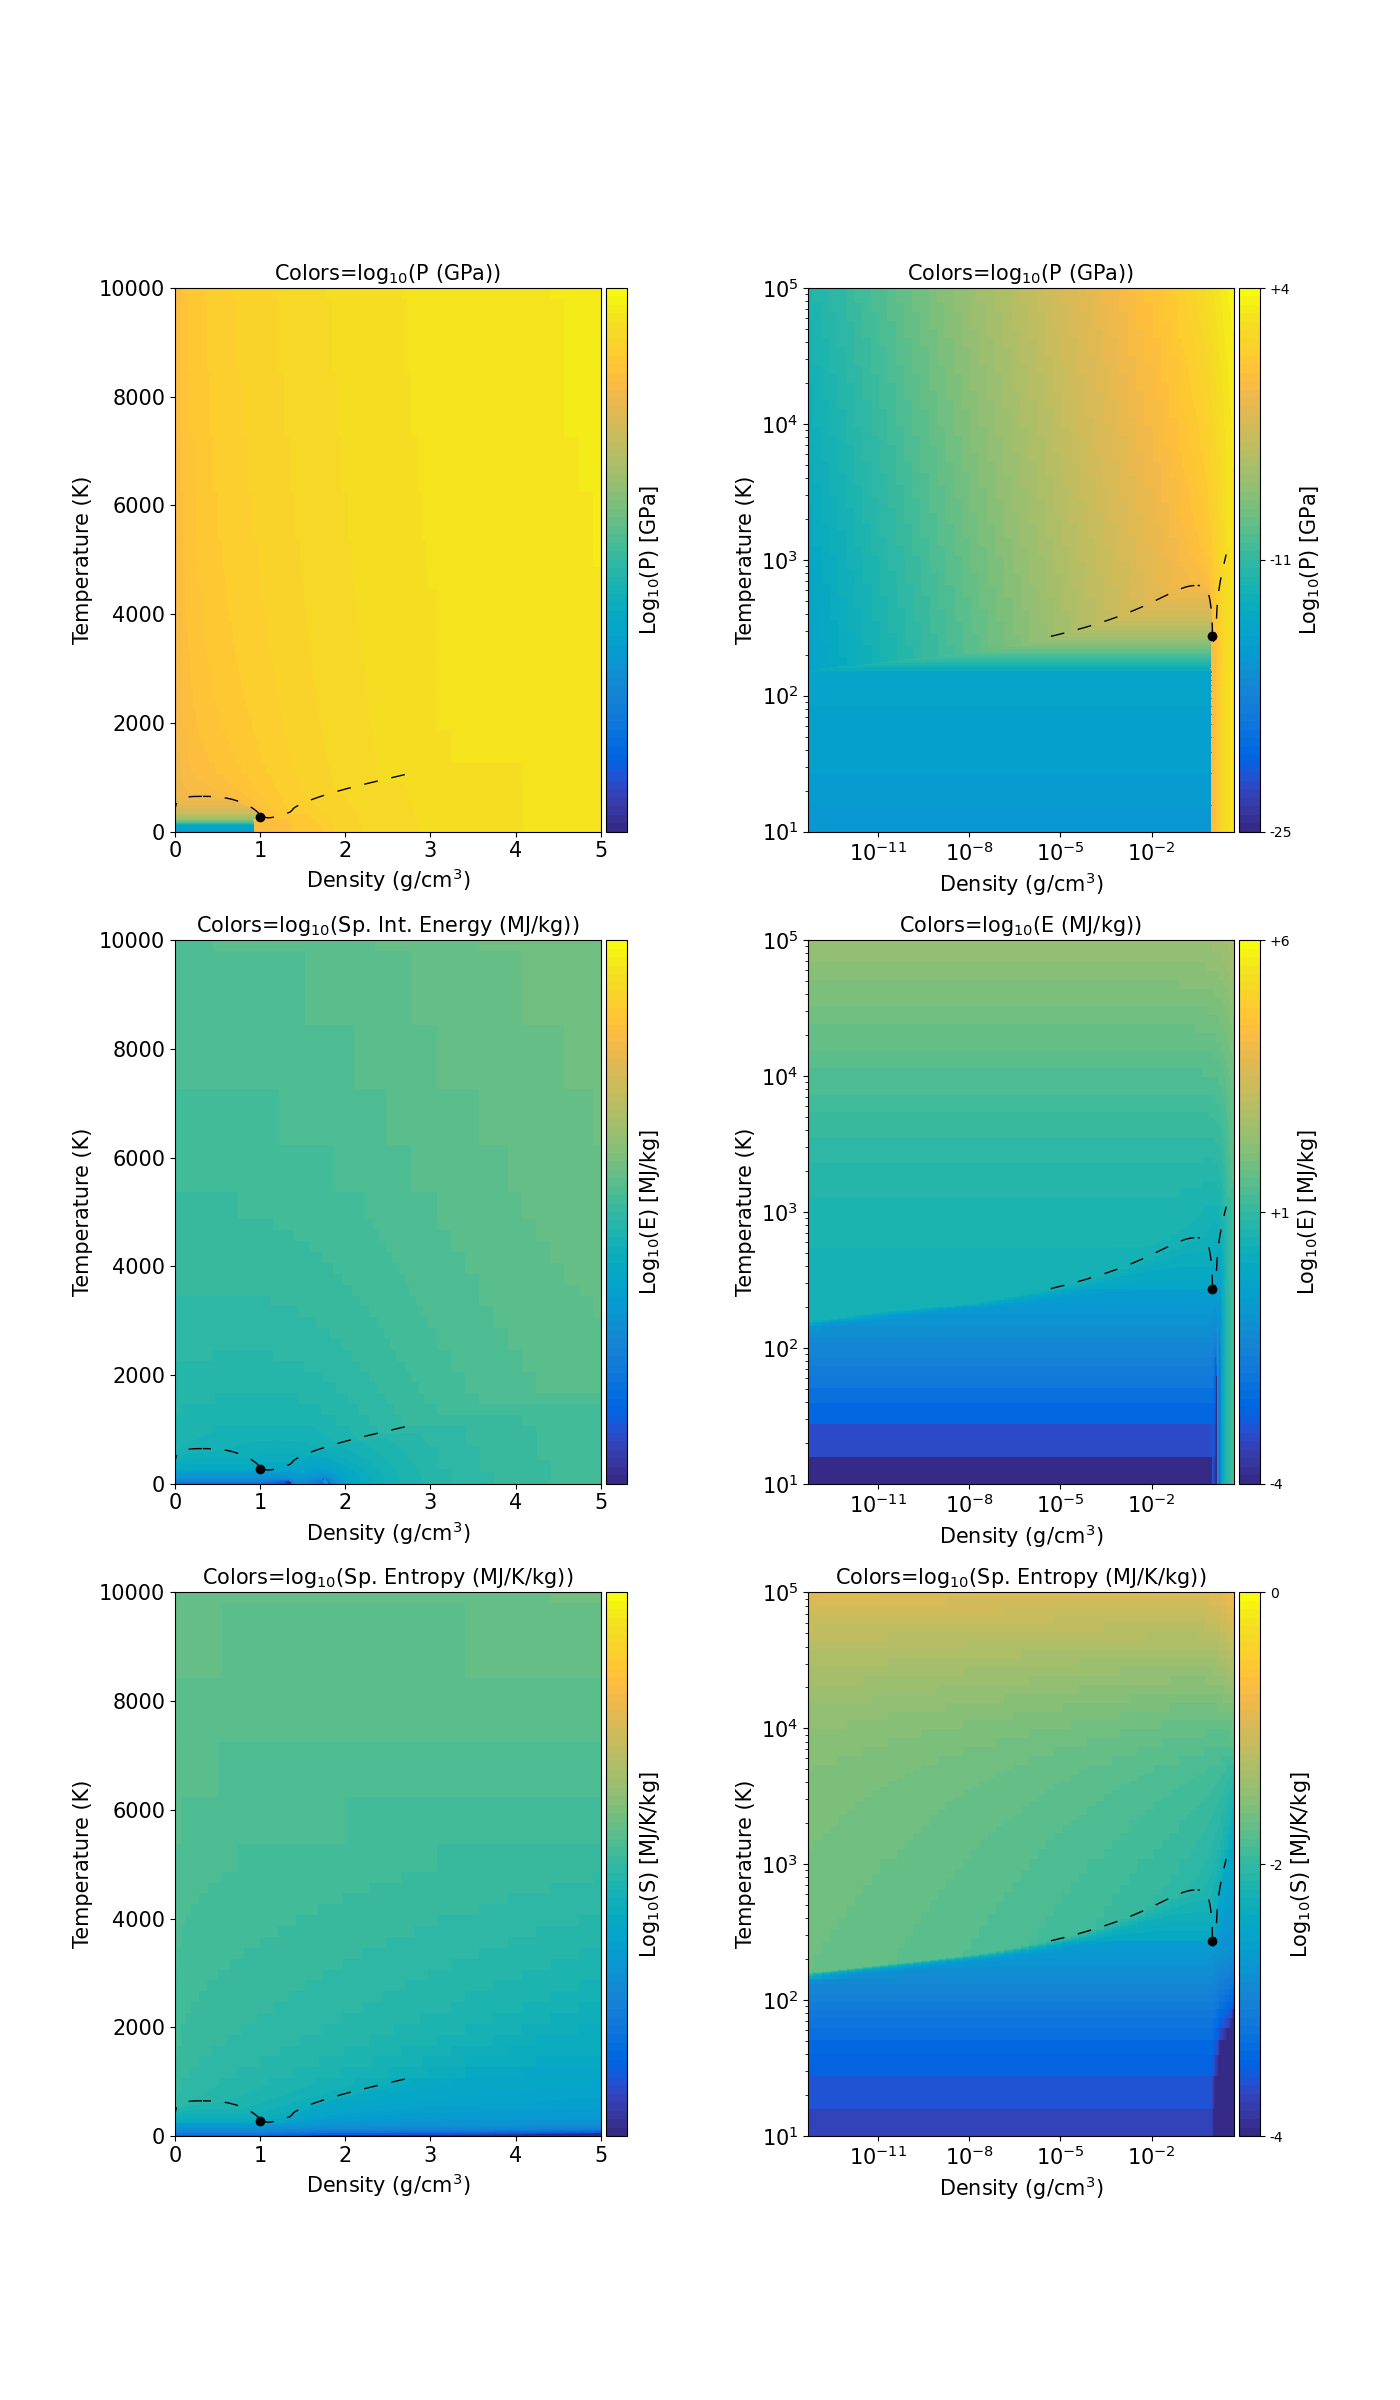 Colors=log10(P (GPa))
10000
8000
6000
4000
2000
0
Temperature (K)
0 1 2 3 4 5
Density (g/cm³)
Log10(P) [GPa]
Colors=log10(P (GPa))
10⁵
10⁴
10³
10²
10¹
Temperature (K)
10⁻¹¹ 10⁻⁸ 10⁻⁵ 10⁻²
Density (g/cm³)
+4
-11
-25
Log10(P) [GPa]
Colors=log10(Sp. Int. Energy (MJ/kg))
10000
8000
6000
4000
2000
0
Temperature (K)
0 1 2 3 4 5
Density (g/cm³)
Log10(E) [MJ/kg]
Colors=log10(E (MJ/kg))
10⁵
10⁴
10³
10²
10¹
Temperature (K)
10⁻¹¹ 10⁻⁸ 10⁻⁵ 10⁻²
Density (g/cm³)
+6
+1
-4
Log10(E) [MJ/kg]
Colors=log10(Sp. Entropy (MJ/K/kg))
10000
8000
6000
4000
2000
0
Temperature (K)
0 1 2 3 4 5
Density (g/cm³)
Log10(S) [MJ/K/kg]
Colors=log10(Sp. Entropy (MJ/K/kg))
10⁵
10⁴
10³
10²
10¹
Temperature (K)
10⁻¹¹ 10⁻⁸ 10⁻⁵ 10⁻²
Density (g/cm³)
0
-2
-4
Log10(S) [MJ/K/kg]